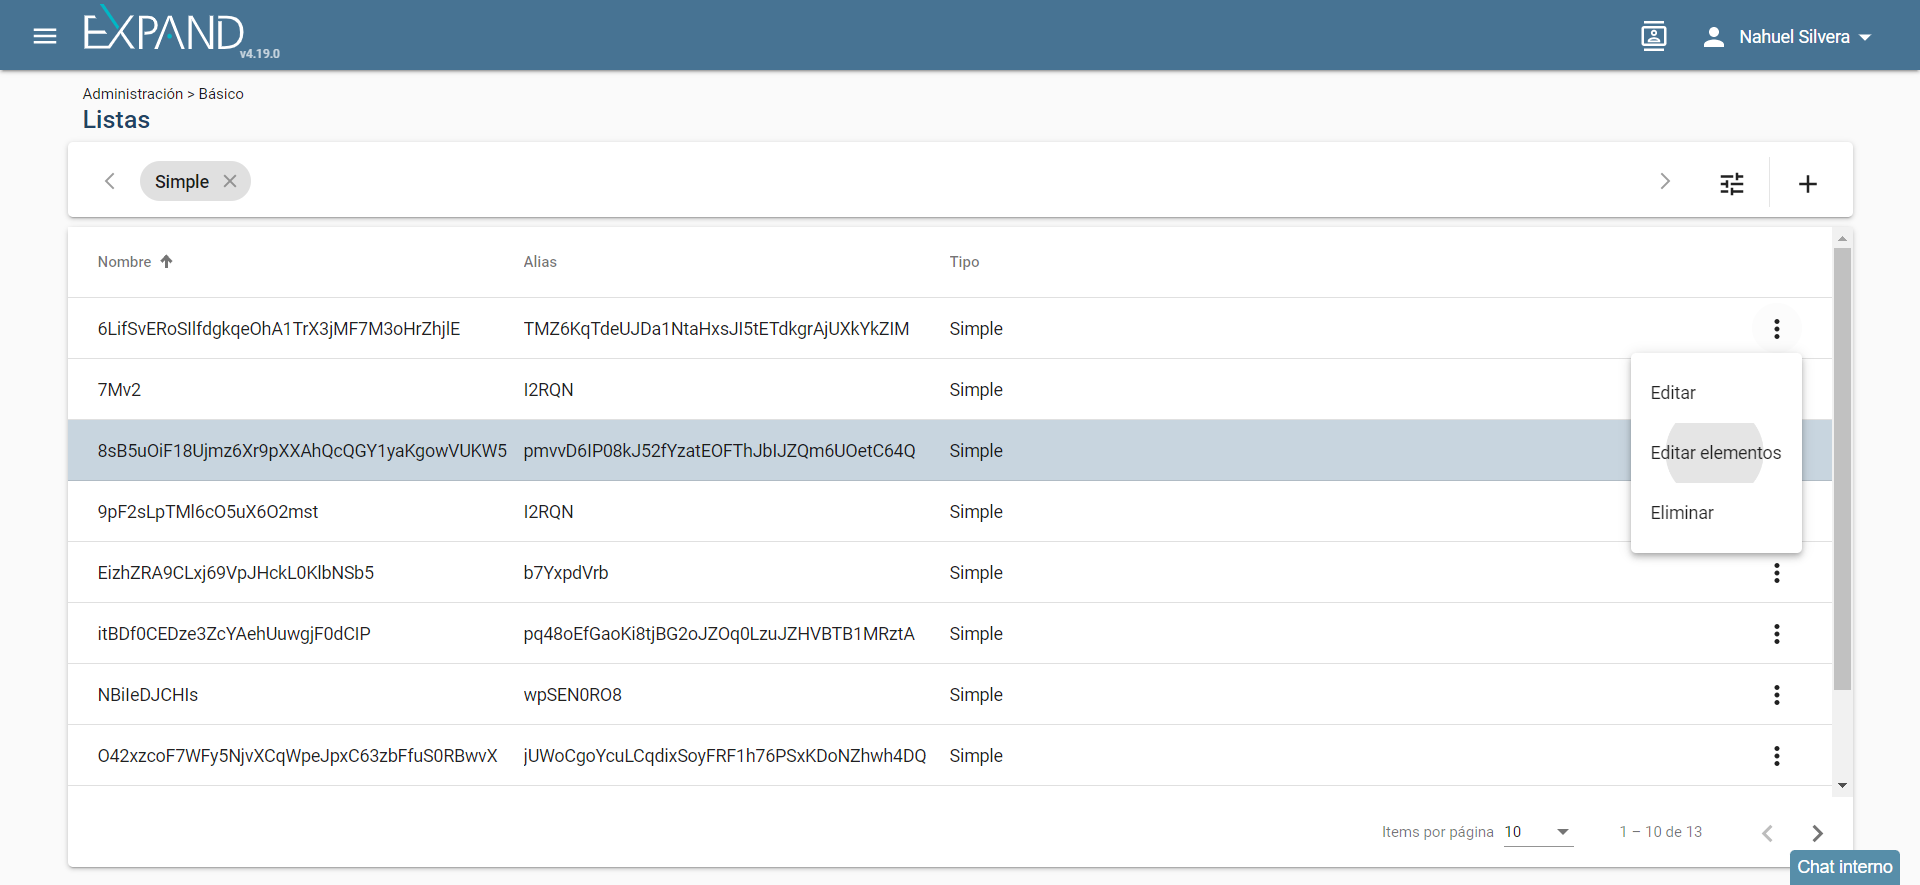 EXPAND
v4.19.0
Nahuel Silvera
Administración > Básico
Listas
Simple
Nombre Alias Tipo
6LifSvERoSIlfdgkqeOhA1TrX3jMF7M3oHrZhjlE TMZ6KqTdeUJDa1NtaHxsJI5tETdkgrAjUXkYkZIM Simple
7Mv2 I2RQN Simple
8sB5uOiF18Ujmz6Xr9pXXAhQcQGY1yaKgowVUKW5 pmvvD6IP08kJ52fYzatEOFThJbIJZQm6UOetC64Q Simple
9pF2sLpTMl6cO5uX6O2mst I2RQN Simple
EizhZRA9CLxj69VpJHckL0KlbNSb5 b7YxpdVrb Simple
itBDf0CEDze3ZcYAehUuwgjF0dCIP pq48oEfGaoKi8tjBG2oJZOq0LzuJZHVBTB1MRztA Simple
NBiIeDJCHIs wpSEN0RO8 Simple
O42xzcoF7WFy5NjvXCqWpeJpxC63zbFfuS0RBwvX jUWoCgoYcuLCqdixSoyFRF1h76PSxKDoNZhwh4DQ Simple
Editar
Editar elementos
Eliminar
Items por página 10 1 – 10 de 13
Chat interno